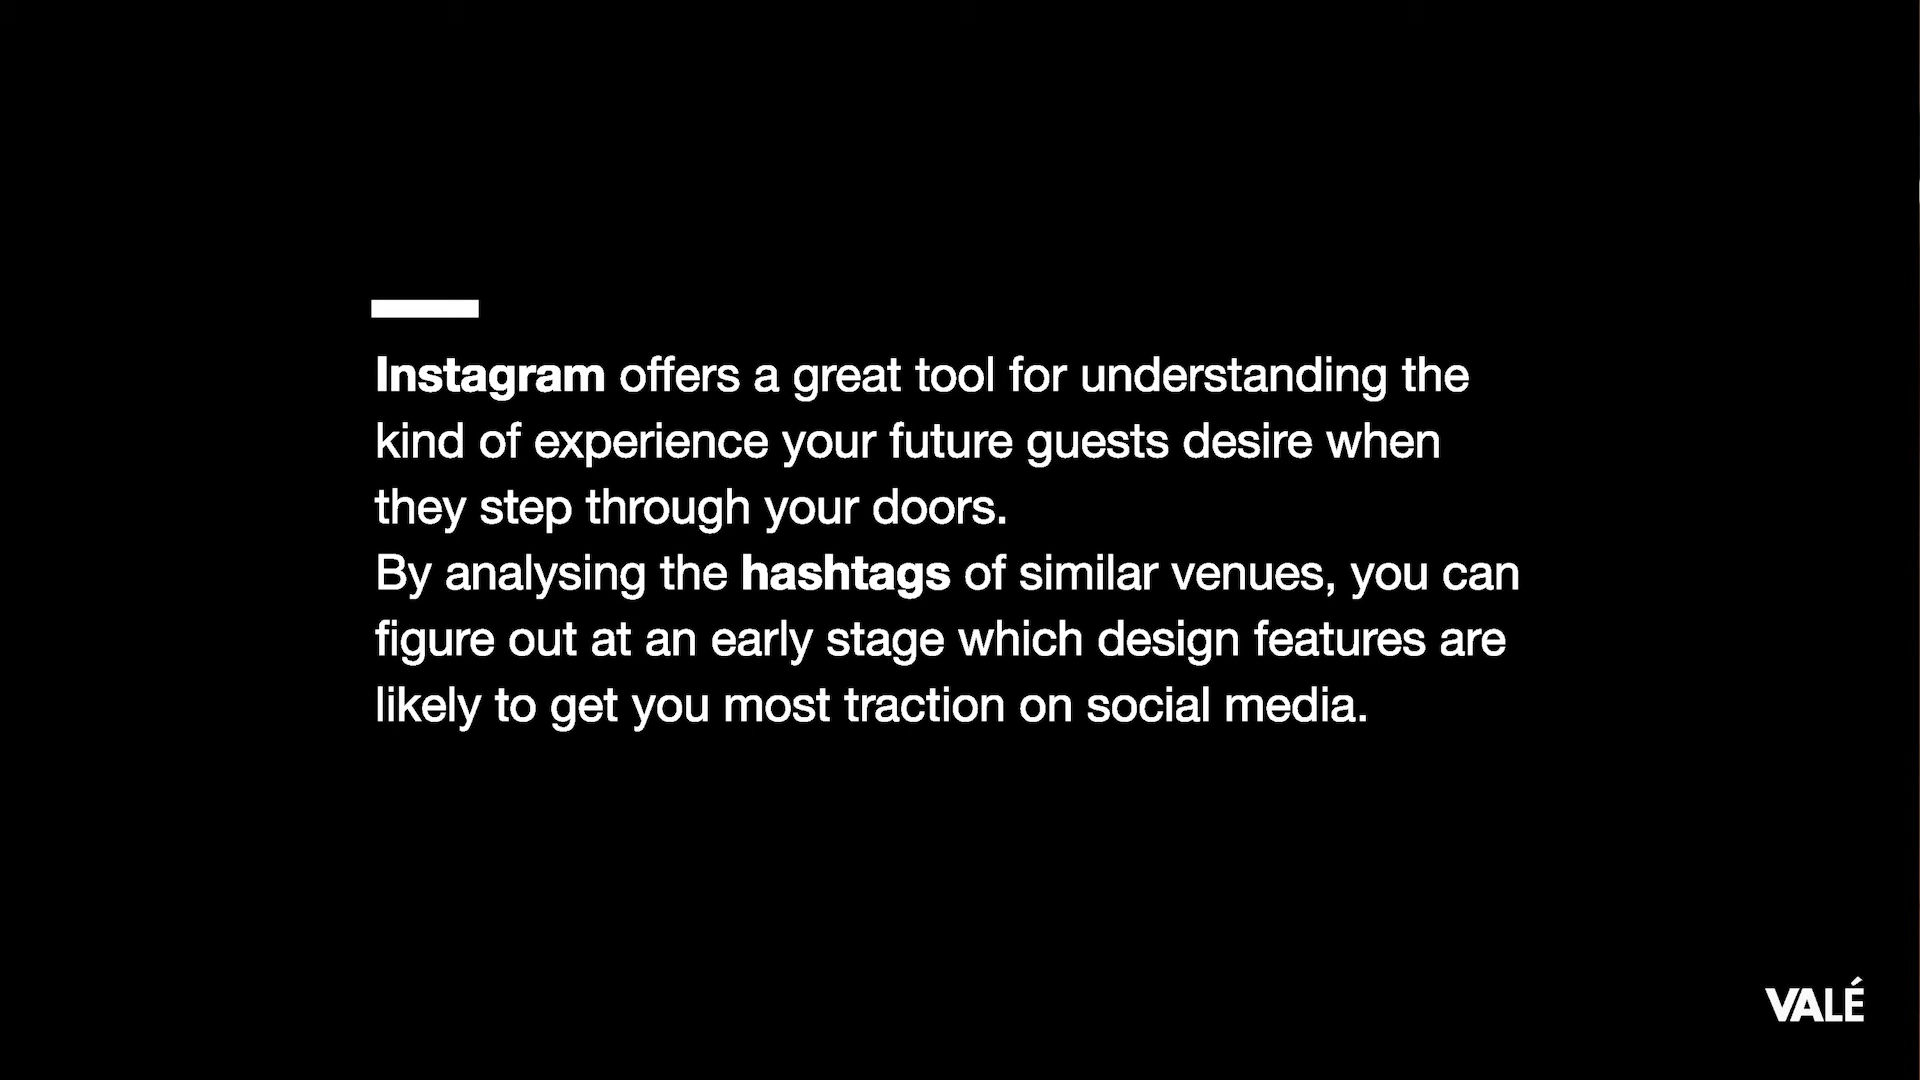 Instagram offers a great tool for understanding the
kind of experience your future guests desire when
they step through your doors.
By analysing the hashtags of similar venues, you can
figure out at an early stage which design features are
likely to get you most traction on social media.
VALÉ